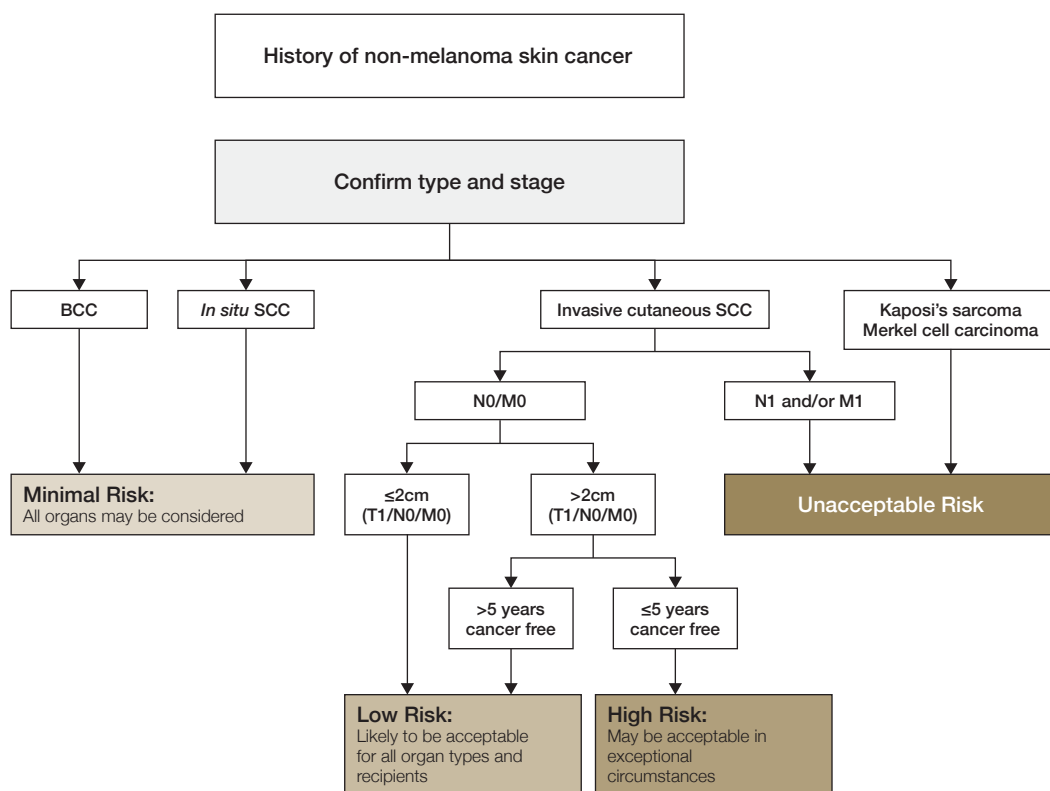 History of non-melanoma skin cancer
Confirm type and stage
BCC
In situ SCC
Invasive cutaneous SCC
Kaposi's sarcoma
Merkel cell carcinoma
N0/M0
N1 and/or M1
Minimal Risk:
All organs may be considered
≤2cm
(T1/N0/M0)
>2cm
(T1/N0/M0)
Unacceptable Risk
>5 years
cancer free
≤5 years
cancer free
Low Risk:
Likely to be acceptable
for all organ types and
recipients
High Risk:
May be acceptable in
exceptional
circumstances